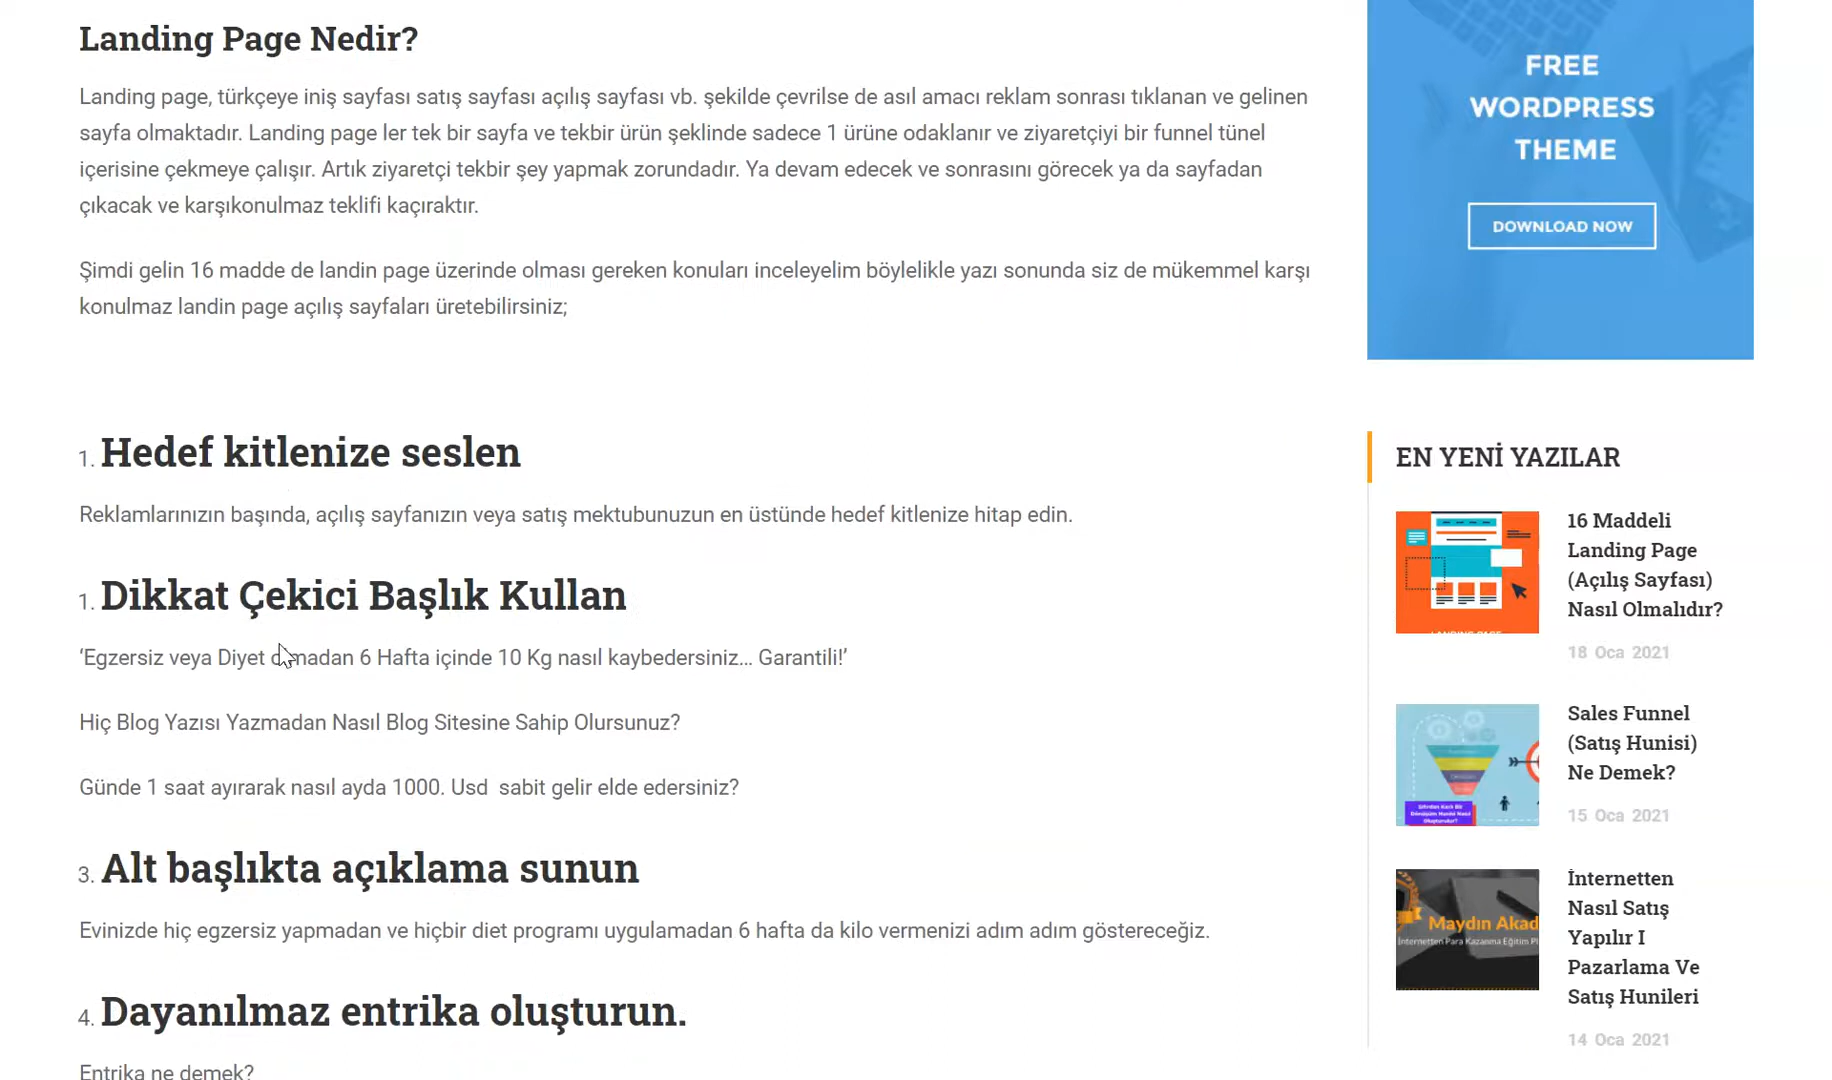 Landing Page Nedir?
Landing page, türkçeye iniş sayfası satış sayfası açılış sayfası vb. şekilde çevrilse de asıl amacı reklam sonrası tıklanan ve gelinen
sayfa olmaktadır. Landing page ler tek bir sayfa ve tekbir ürün şeklinde sadece 1 ürüne odaklanır ve ziyaretçiyi bir funnel tünel
içerisine çekmeye çalışır. Artık ziyaretçi tekbir şey yapmak zorundadır. Ya devam edecek ve sonrasını görecek ya da sayfadan
çıkacak ve karşıkonulmaz teklifi kaçıraktır.
Şimdi gelin 16 madde de landin page üzerinde olması gereken konuları inceleyelim böylelikle yazı sonunda siz de mükemmel karşı
konulmaz landin page açılış sayfaları üretebilirsiniz;
1. Hedef kitlenize seslen
Reklamlarınızın başında, açılış sayfanızın veya satış mektubunuzun en üstünde hedef kitlenize hitap edin.
1. Dikkat Çekici Başlık Kullan
‘Egzersiz veya Diyet olmadan 6 Hafta içinde 10 Kg nasıl kaybedersiniz… Garantili!’
Hiç Blog Yazısı Yazmadan Nasıl Blog Sitesine Sahip Olursunuz?
Günde 1 saat ayırarak nasıl ayda 1000. Usd  sabit gelir elde edersiniz?
3. Alt başlıkta açıklama sunun
Evinizde hiç egzersiz yapmadan ve hiçbir diet programı uygulamadan 6 hafta da kilo vermenizi adım adım göstereceğiz.
4. Dayanılmaz entrika oluşturun.
Entrika ne demek?
FREE
WORDPRESS
THEME
DOWNLOAD NOW
EN YENİ YAZILAR
16 Maddeli
Landing Page
(Açılış Sayfası)
Nasıl Olmalıdır?
18 Oca 2021
Sales Funnel
(Satış Hunisi)
Ne Demek?
15 Oca 2021
Maydın Akad
İnternetten Para Kazanma Eğitim Pl
İnternetten
Nasıl Satış
Yapılır I
Pazarlama Ve
Satış Hunileri
14 Oca 2021